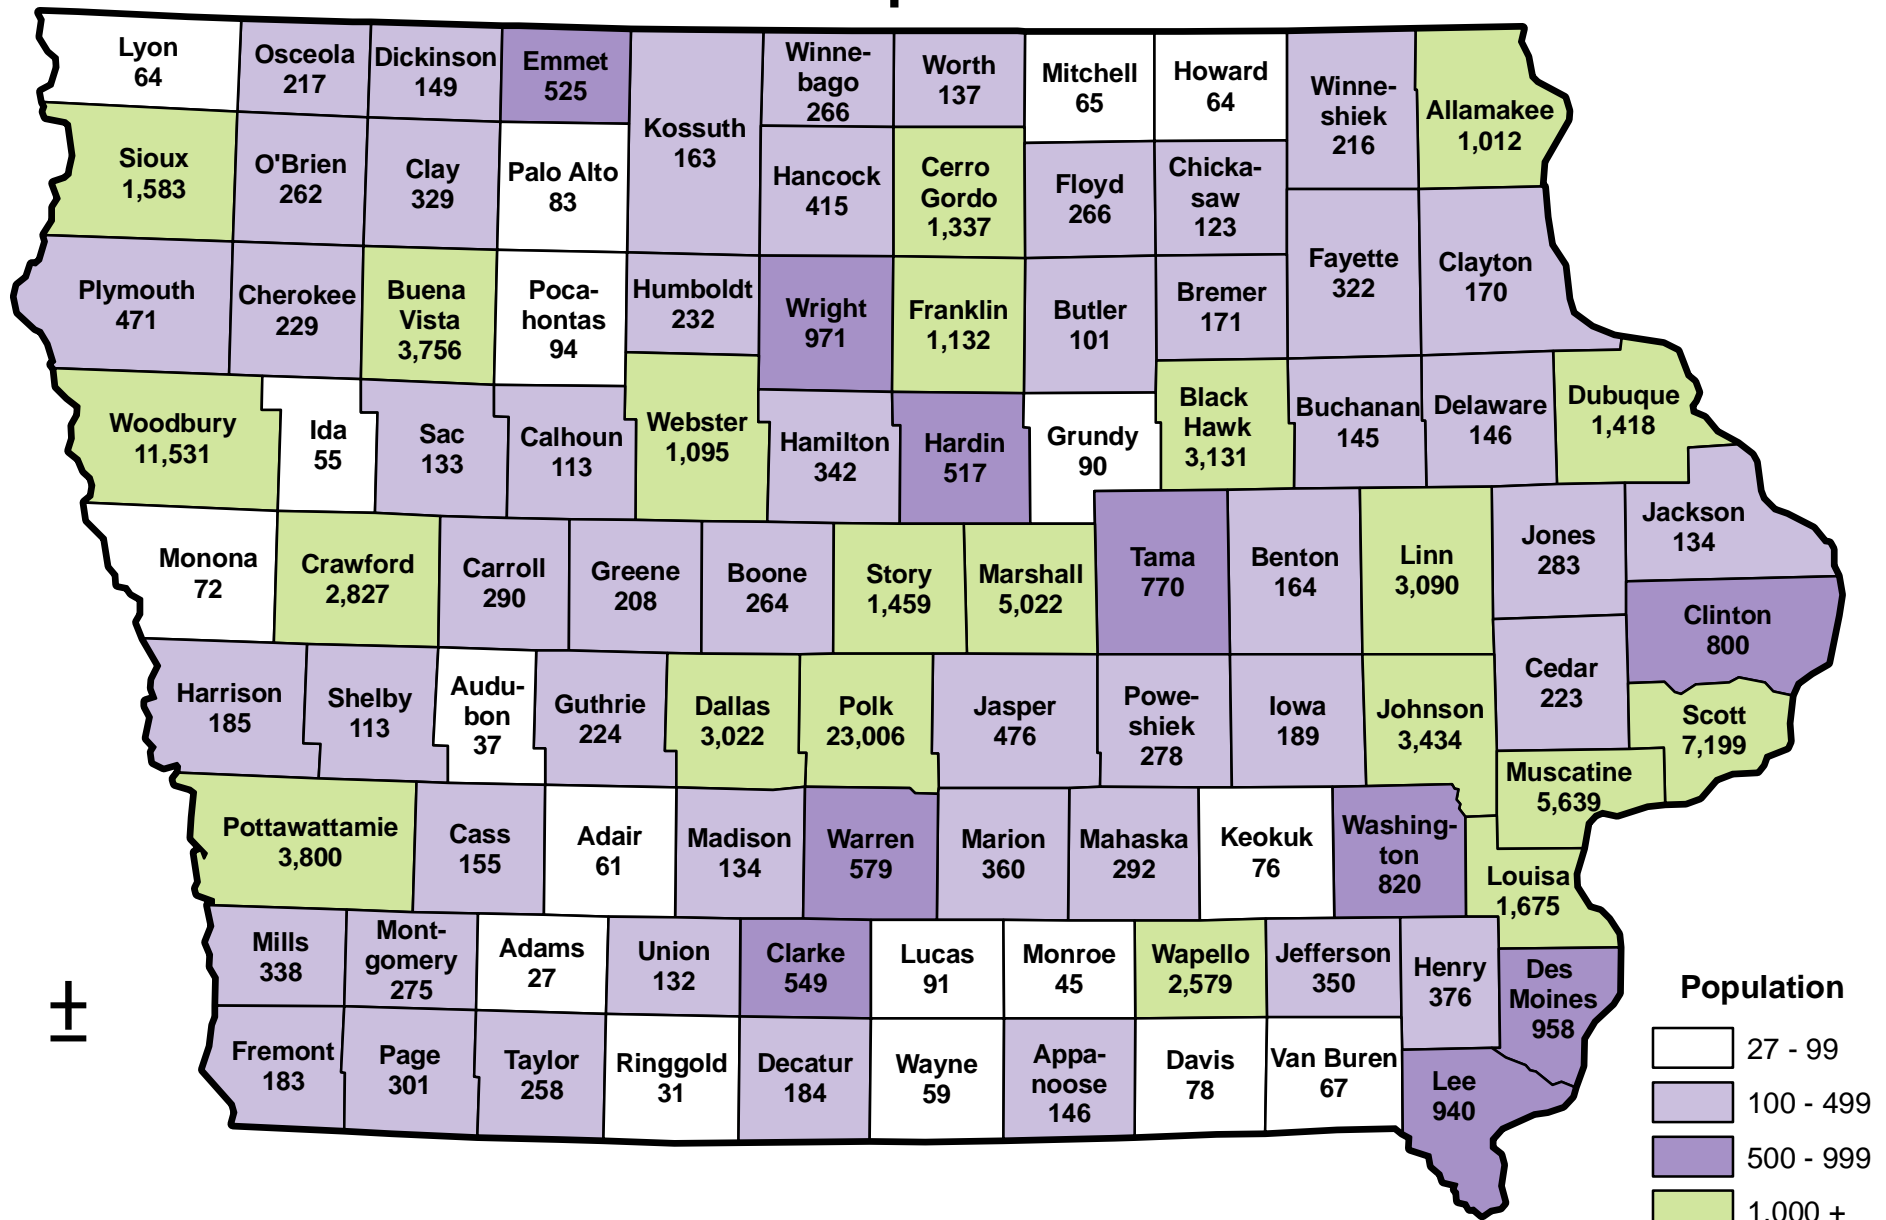 Lyon
64
Osceola
217
Dickinson
149
Emmet
525
Kossuth
163
Winne-
bago
266
Worth
137
Mitchell
65
Howard
64
Winne-
shiek
216
Allamakee
1,012
Sioux
1,583
O'Brien
262
Clay
329
Palo Alto
83
Hancock
415
Cerro
Gordo
1,337
Floyd
266
Chicka-
saw
123
Plymouth
471
Cherokee
229
Buena
Vista
3,756
Poca-
hontas
94
Humboldt
232
Wright
971
Franklin
1,132
Butler
101
Bremer
171
Fayette
322
Clayton
170
Woodbury
11,531
Ida
55
Sac
133
Calhoun
113
Webster
1,095
Hamilton
342
Hardin
517
Grundy
90
Black
Hawk
3,131
Buchanan
145
Delaware
146
Dubuque
1,418
Monona
72
Crawford
2,827
Carroll
290
Greene
208
Boone
264
Story
1,459
Marshall
5,022
Tama
770
Benton
164
Linn
3,090
Jones
283
Jackson
134
Clinton
800
Harrison
185
Shelby
113
Audu-
bon
37
Guthrie
224
Dallas
3,022
Polk
23,006
Jasper
476
Powe-
shiek
278
Iowa
189
Johnson
3,434
Cedar
223
Scott
7,199
Muscatine
5,639
Pottawattamie
3,800
Cass
155
Adair
61
Madison
134
Warren
579
Marion
360
Mahaska
292
Keokuk
76
Washing-
ton
820
Louisa
1,675
Mills
338
Mont-
gomery
275
Adams
27
Union
132
Clarke
549
Lucas
91
Monroe
45
Wapello
2,579
Jefferson
350
Henry
376
Des
Moines
958
Fremont
183
Page
301
Taylor
258
Ringgold
31
Decatur
184
Wayne
59
Appa-
noose
146
Davis
78
Van Buren
67
Lee
940
±
Population
27 - 99
100 - 499
500 - 999
1,000 +